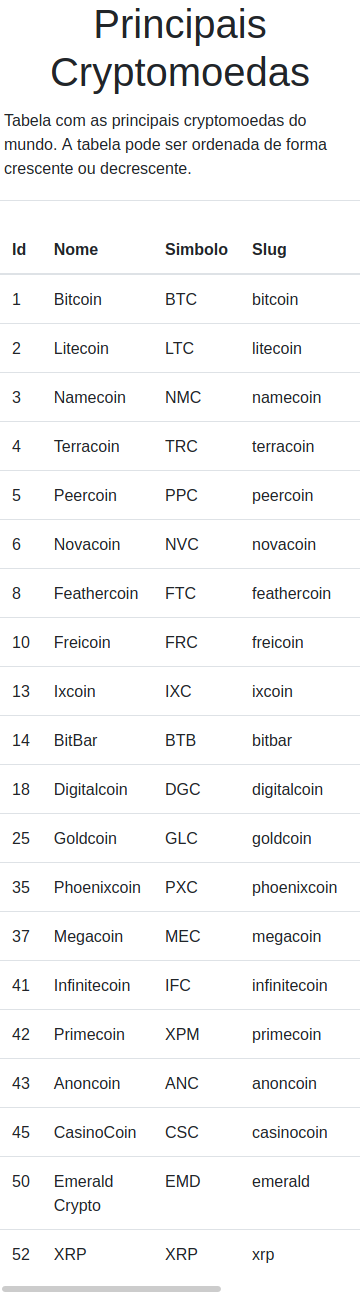 Principais
Cryptomoedas
Tabela com as principais cryptomoedas do
mundo. A tabela pode ser ordenada de forma
crescente ou decrescente.
Id Nome Simbolo Slug
1 Bitcoin BTC bitcoin
2 Litecoin LTC litecoin
3 Namecoin NMC namecoin
4 Terracoin TRC terracoin
5 Peercoin PPC peercoin
6 Novacoin NVC novacoin
8 Feathercoin FTC feathercoin
10 Freicoin FRC freicoin
13 Ixcoin IXC ixcoin
14 BitBar BTB bitbar
18 Digitalcoin DGC digitalcoin
25 Goldcoin GLC goldcoin
35 Phoenixcoin PXC phoenixcoin
37 Megacoin MEC megacoin
41 Infinitecoin IFC infinitecoin
42 Primecoin XPM primecoin
43 Anoncoin ANC anoncoin
45 CasinoCoin CSC casinocoin
50 Emerald EMD emerald
Crypto
52 XRP XRP xrp